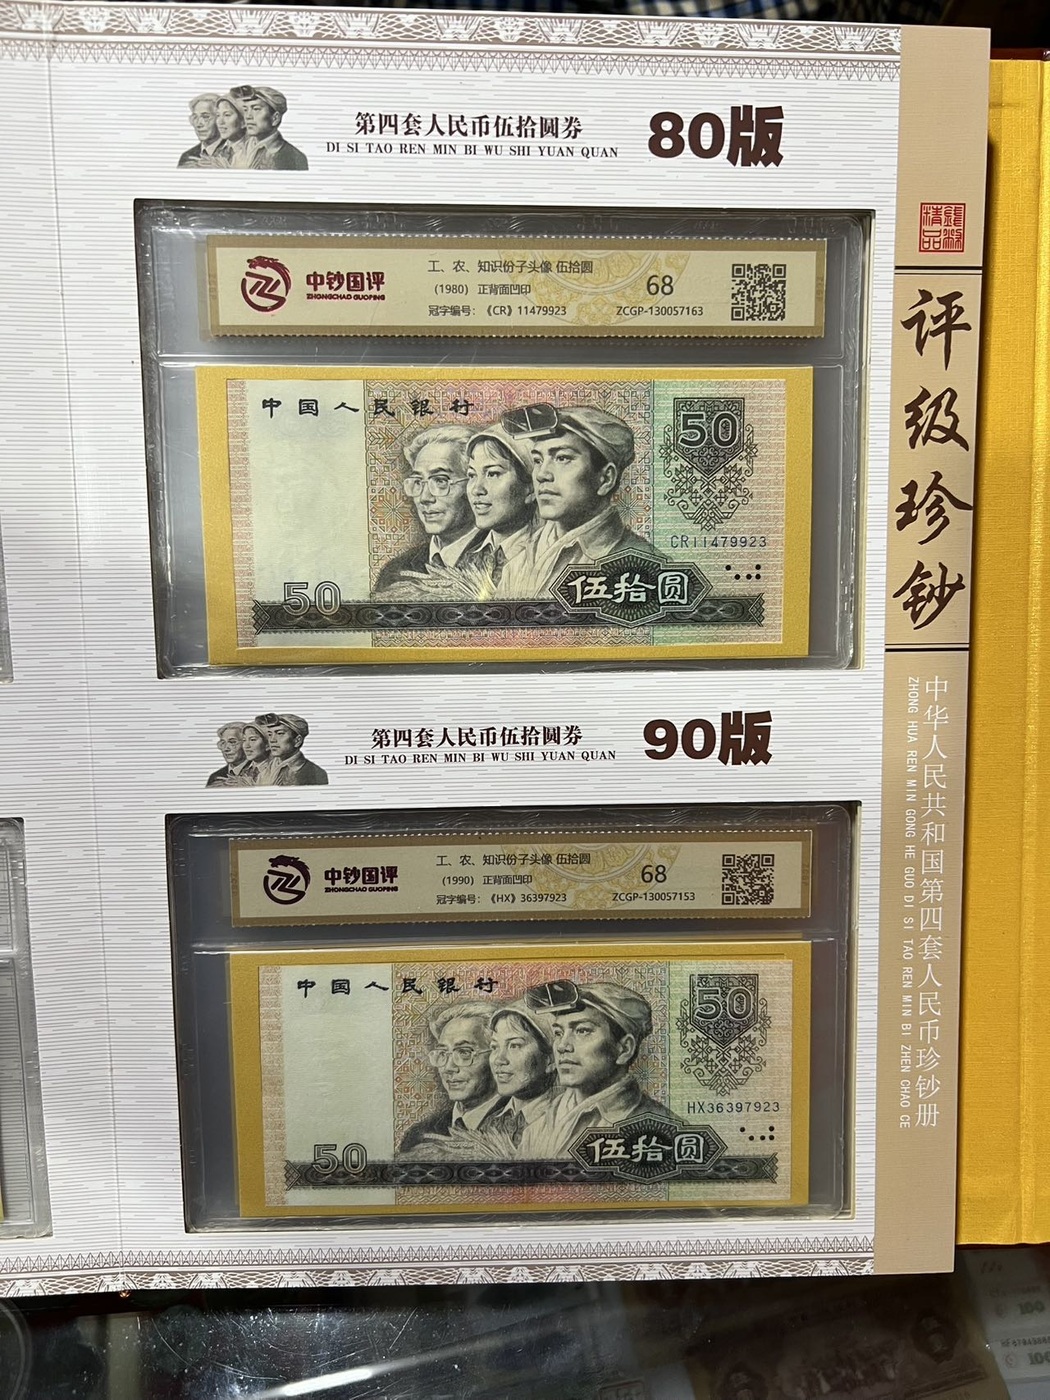 第四套人民币伍拾圆券
DI SI TAO REN MIN BI WU SHI YUAN QUAN
80版
中钞国评
ZHONGCHAO GUOPING
工、农、知识份子头像 伍拾圆
(1980) 正背面凹印
冠字编号:《CR》11479923
68
ZCGP-130057163
中国人民银行
50
CR11479923
50
伍拾圆
第四套人民币伍拾圆券
DI SI TAO REN MIN BI WU SHI YUAN QUAN
90版
中钞国评
ZHONGCHAO GUOPING
工、农、知识份子头像 伍拾圆
(1990) 正背面凹印
冠字编号:《HX》36397923
68
ZCGP-130057153
中国人民银行
50
HX36397923
50
伍拾圆
评级珍钞
中华人民共和国第四套人民币珍钞册
ZHONG HUA REN MIN GONG HE GUO DI SI TAO REN MIN BI ZHEN CHAO CE